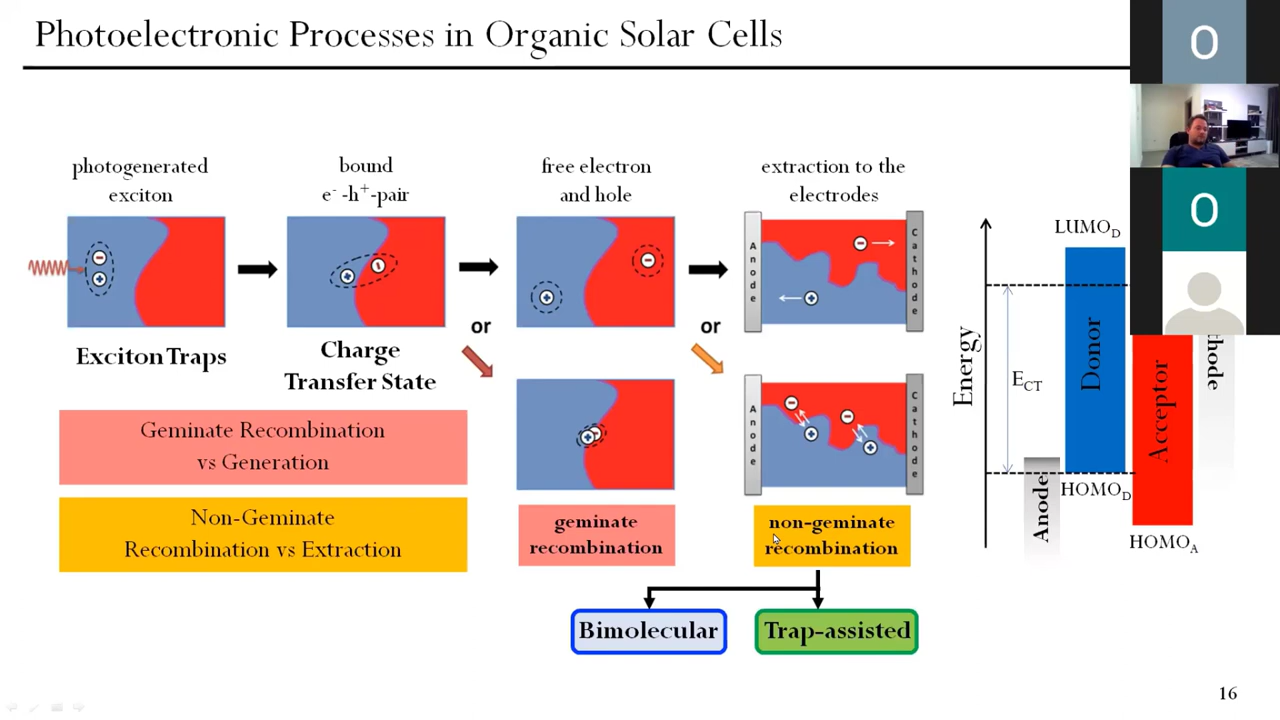 Photoelectronic Processes in Organic Solar Cells
O
O
photogenerated
exciton
bound
e⁻ -h⁺-pair
free electron
and hole
extraction to the
electrodes
Anode
Cathode
or
or
Exciton Traps
Charge
Transfer State
Anode
Cathode
Geminate Recombination
vs Generation
Non-Geminate
Recombination vs Extraction
geminate
recombination
non-geminate
recombination
Bimolecular
Trap-assisted
LUMO_D
Energy
E_CT
Donor
Acceptor
thode
Anode
HOMO_D
HOMO_A
16